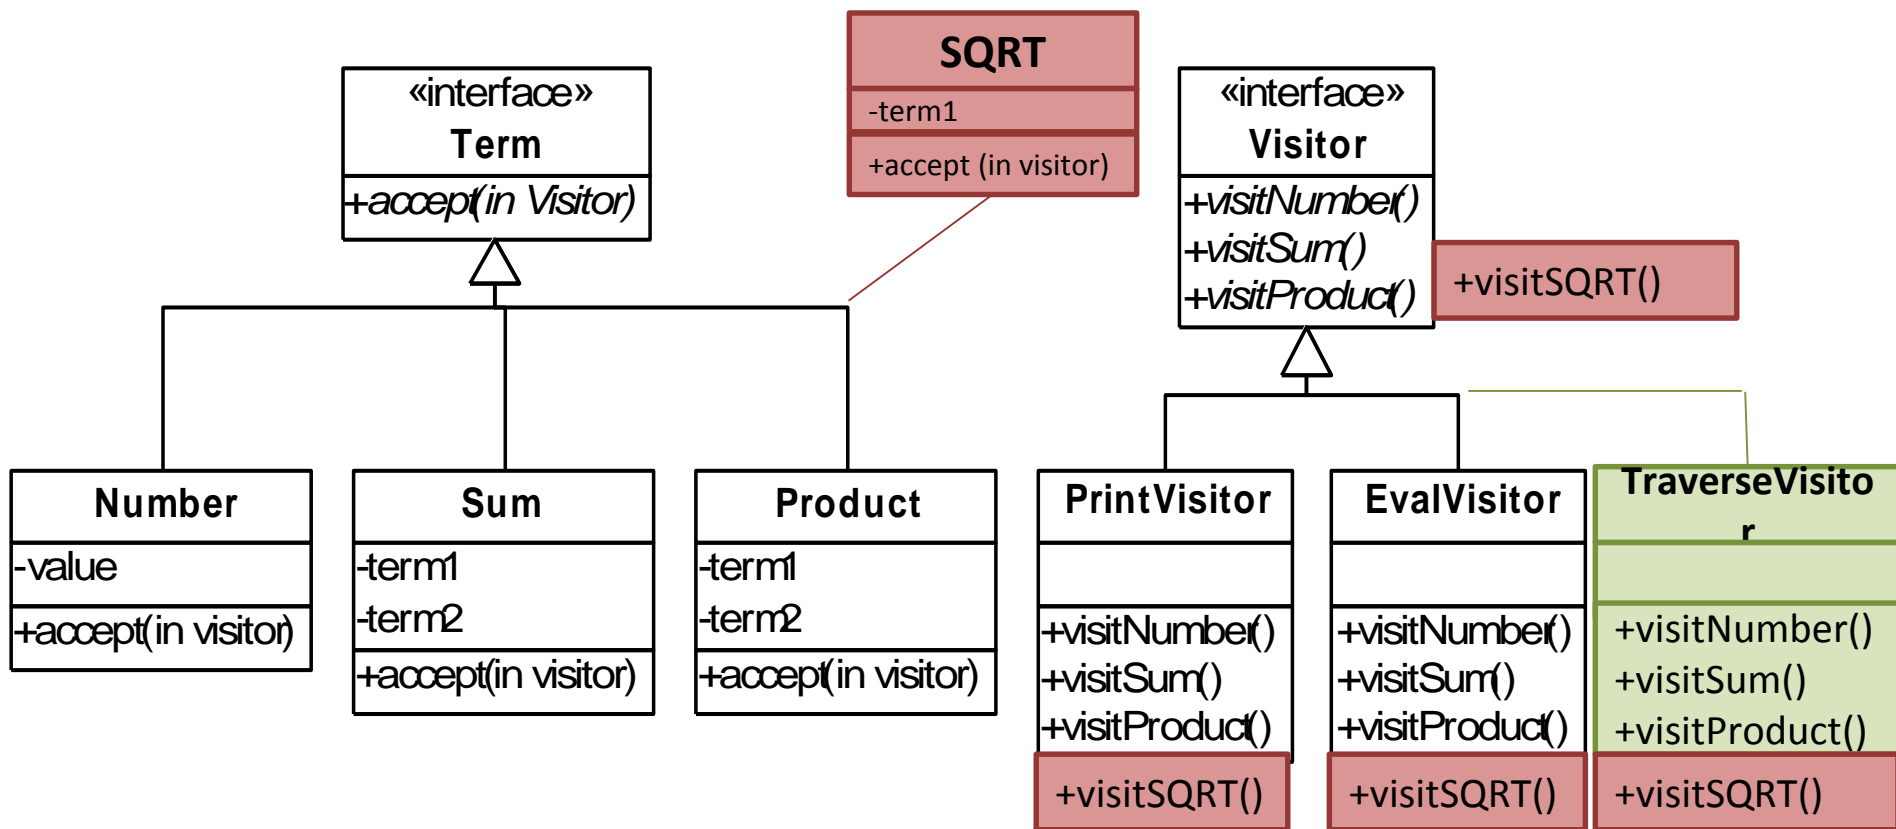 SQRT
-term1
+accept (in visitor)
«interface»
Term
+accept(in Visitor)
«interface»
Visitor
+visitNumber()
+visitSum()
+visitProduct()
+visitSQRT()
Number
-value
+accept(in visitor)
Sum
-term1
-term2
+accept(in visitor)
Product
-term1
-term2
+accept(in visitor)
PrintVisitor
+visitNumber()
+visitSum()
+visitProduct()
+visitSQRT()
EvalVisitor
+visitNumber()
+visitSum()
+visitProduct()
+visitSQRT()
TraverseVisito
r
+visitNumber()
+visitSum()
+visitProduct()
+visitSQRT()